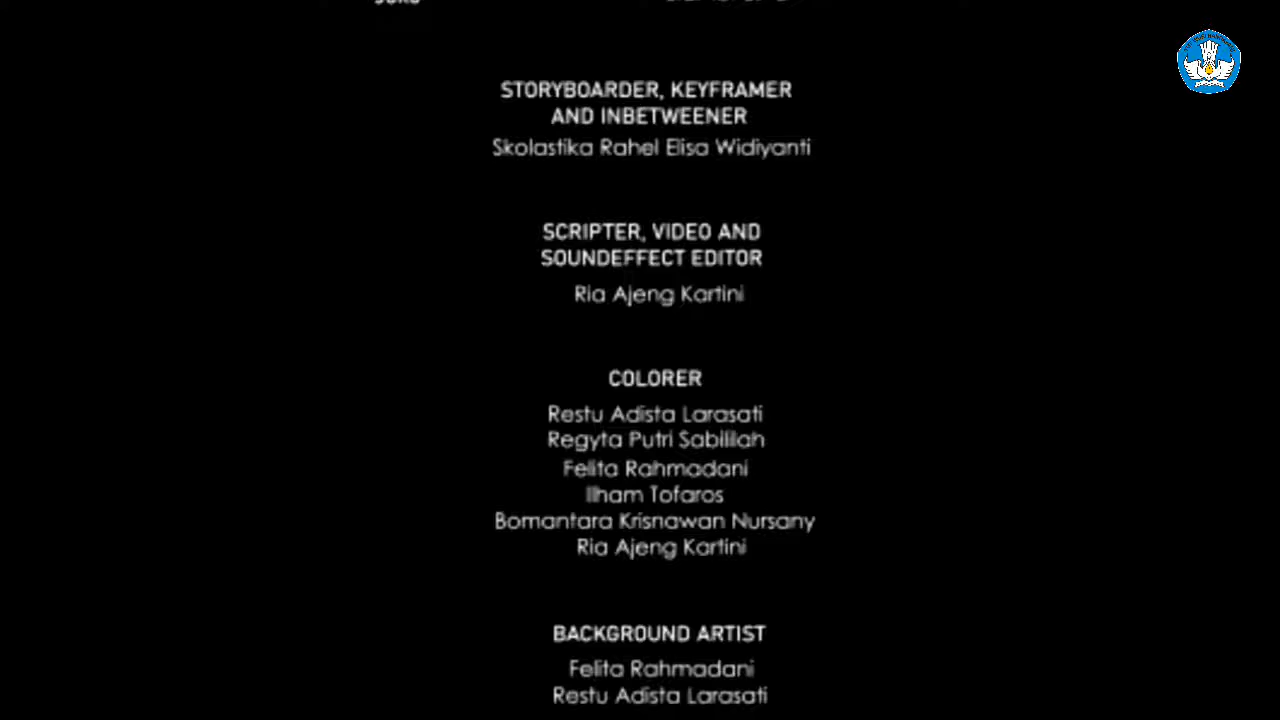 STORYBOARDER, KEYFRAMER
AND INBETWEENER
Skolastika Rahel Elisa Widiyanti
SCRIPTER, VIDEO AND
SOUNDEFFECT EDITOR
Ria Ajeng Kartini
COLORER
Restu Adista Larasati
Regyta Putri Sabililah
Felita Rahmadani
Ilham Tofaros
Bomantara Krisnawan Nursany
Ria Ajeng Kartini
BACKGROUND ARTIST
Felita Rahmadani
Restu Adista Larasati